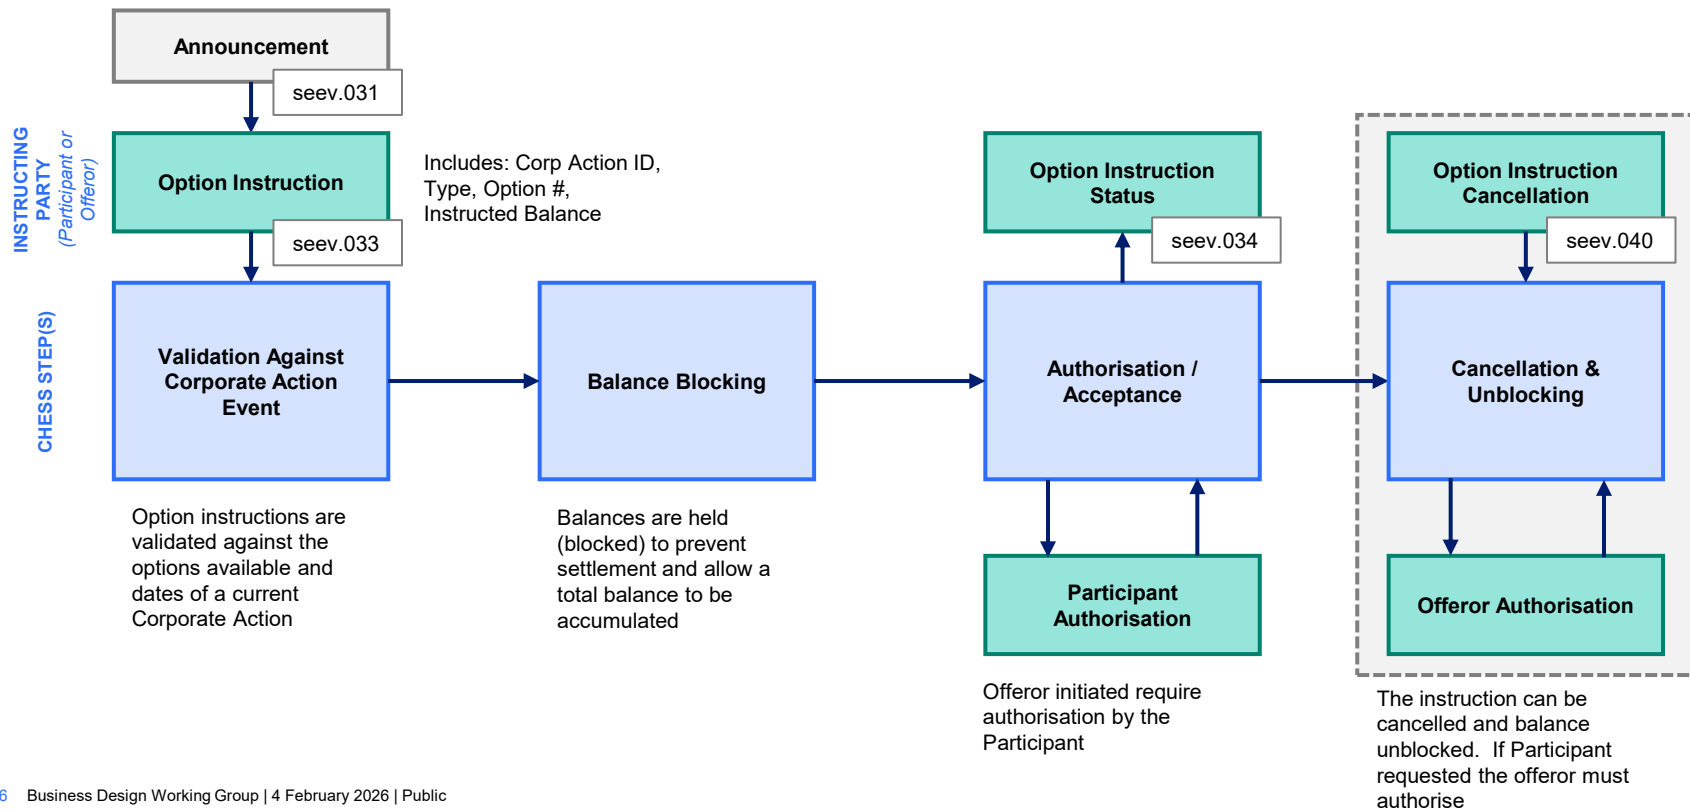 Announcement
seev.031
INSTRUCTING
PARTY
(Participant or
Offeror)
Option Instruction
seev.033
Includes: Corp Action ID,
Type, Option #,
Instructed Balance
Option Instruction
Status
seev.034
Option Instruction
Cancellation
seev.040
CHESS STEP(S)
Validation Against
Corporate Action
Event
Balance Blocking
Authorisation /
Acceptance
Cancellation &
Unblocking
Option instructions are
validated against the
options available and
dates of a current
Corporate Action
Balances are held
(blocked) to prevent
settlement and allow a
total balance to be
accumulated
Participant
Authorisation
Offeror Authorisation
Offeror initiated require
authorisation by the
Participant
The instruction can be
cancelled and balance
unblocked.  If Participant
requested the offeror must
authorise
6 Business Design Working Group | 4 February 2026 | Public